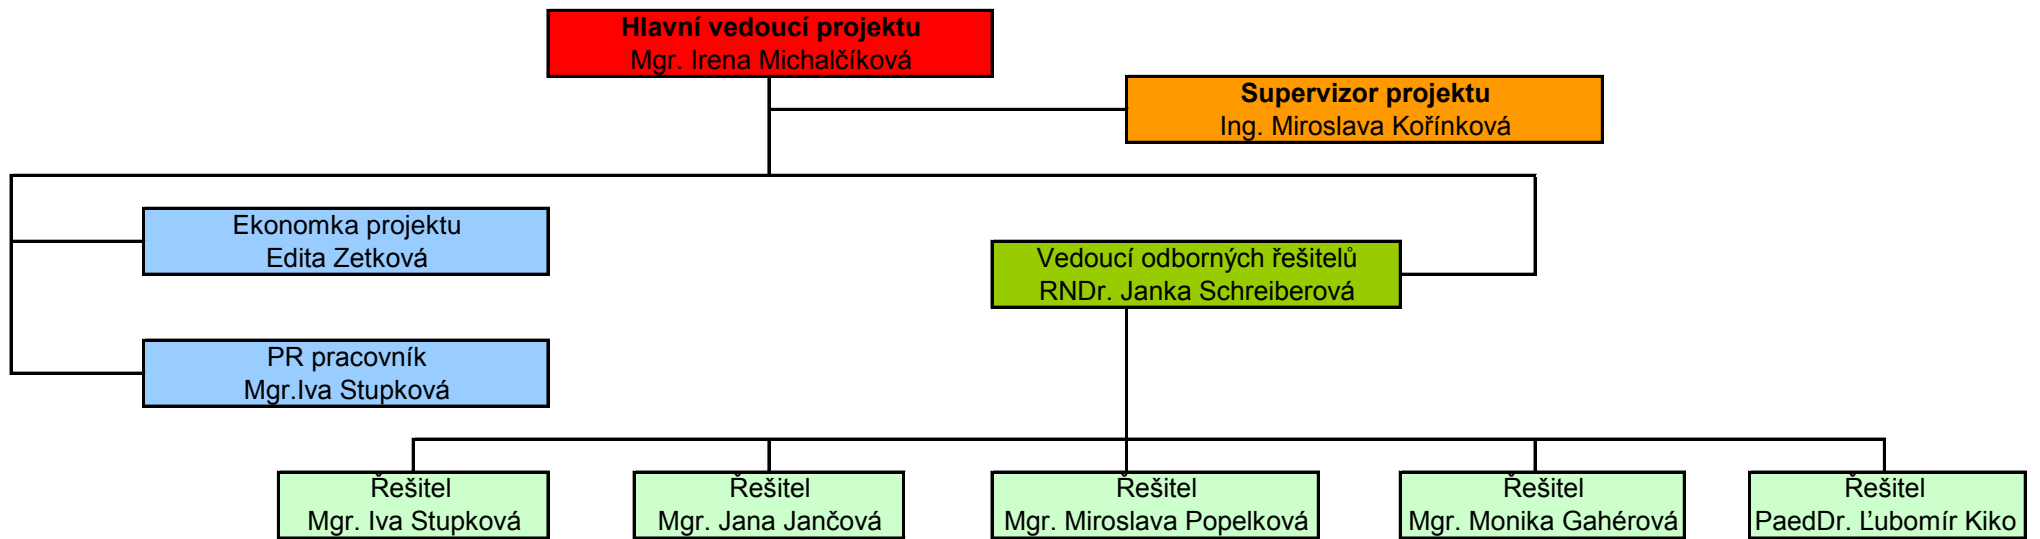 Hlavní vedoucí projektu
Mgr. Irena Michalčíková
Supervizor projektu
Ing. Miroslava Kořínková
Ekonomka projektu
Edita Zetková
Vedoucí odborných řešitelů
RNDr. Janka Schreiberová
PR pracovník
Mgr.Iva Stupková
Řešitel
Mgr. Iva Stupková
Řešitel
Mgr. Jana Jančová
Řešitel
Mgr. Miroslava Popelková
Řešitel
Mgr. Monika Gahérová
Řešitel
PaedDr. Ľubomír Kiko